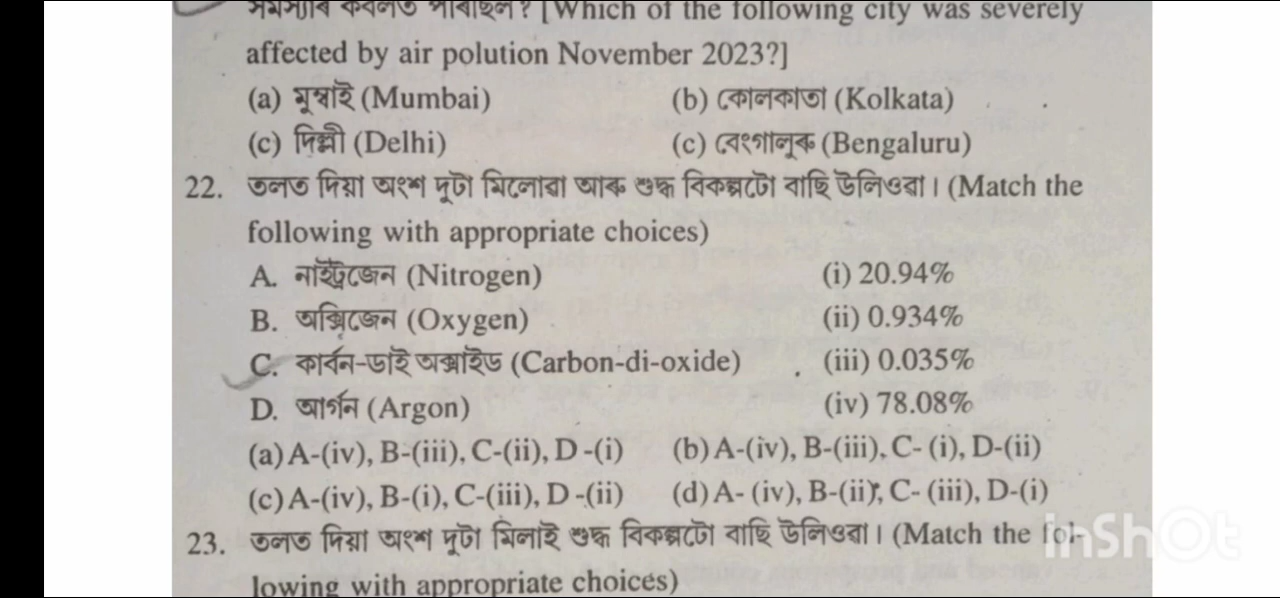 সমস্যাৰ কবলত পৰিছিল? [Which of the following city was severely
affected by air polution November 2023?]
(a) মুম্বাই (Mumbai) (b) কোলকাতা (Kolkata)
(c) দিল্লী (Delhi) (c) বেংগালুৰু (Bengaluru)
22. তলত দিয়া অংশ দুটা মিলোৱা আৰু শুদ্ধ বিকল্পটো বাছি উলিওৱা। (Match the
following with appropriate choices)
A. নাইট্ৰজেন (Nitrogen) (i) 20.94%
B. অক্সিজেন (Oxygen) (ii) 0.934%
C. কাৰ্বন-ডাই অক্সাইড (Carbon-di-oxide) (iii) 0.035%
D. আৰ্গন (Argon) (iv) 78.08%
(a) A-(iv), B-(iii), C-(ii), D -(i) (b) A-(iv), B-(iii), C- (i), D-(ii)
(c) A-(iv), B-(i), C-(iii), D -(ii) (d) A- (iv), B-(ii), C- (iii), D-(i)
23. তলত দিয়া অংশ দুটা মিলাই শুদ্ধ বিকল্পটো বাছি উলিওৱা। (Match the fol-
lowing with appropriate choices)
inShOt